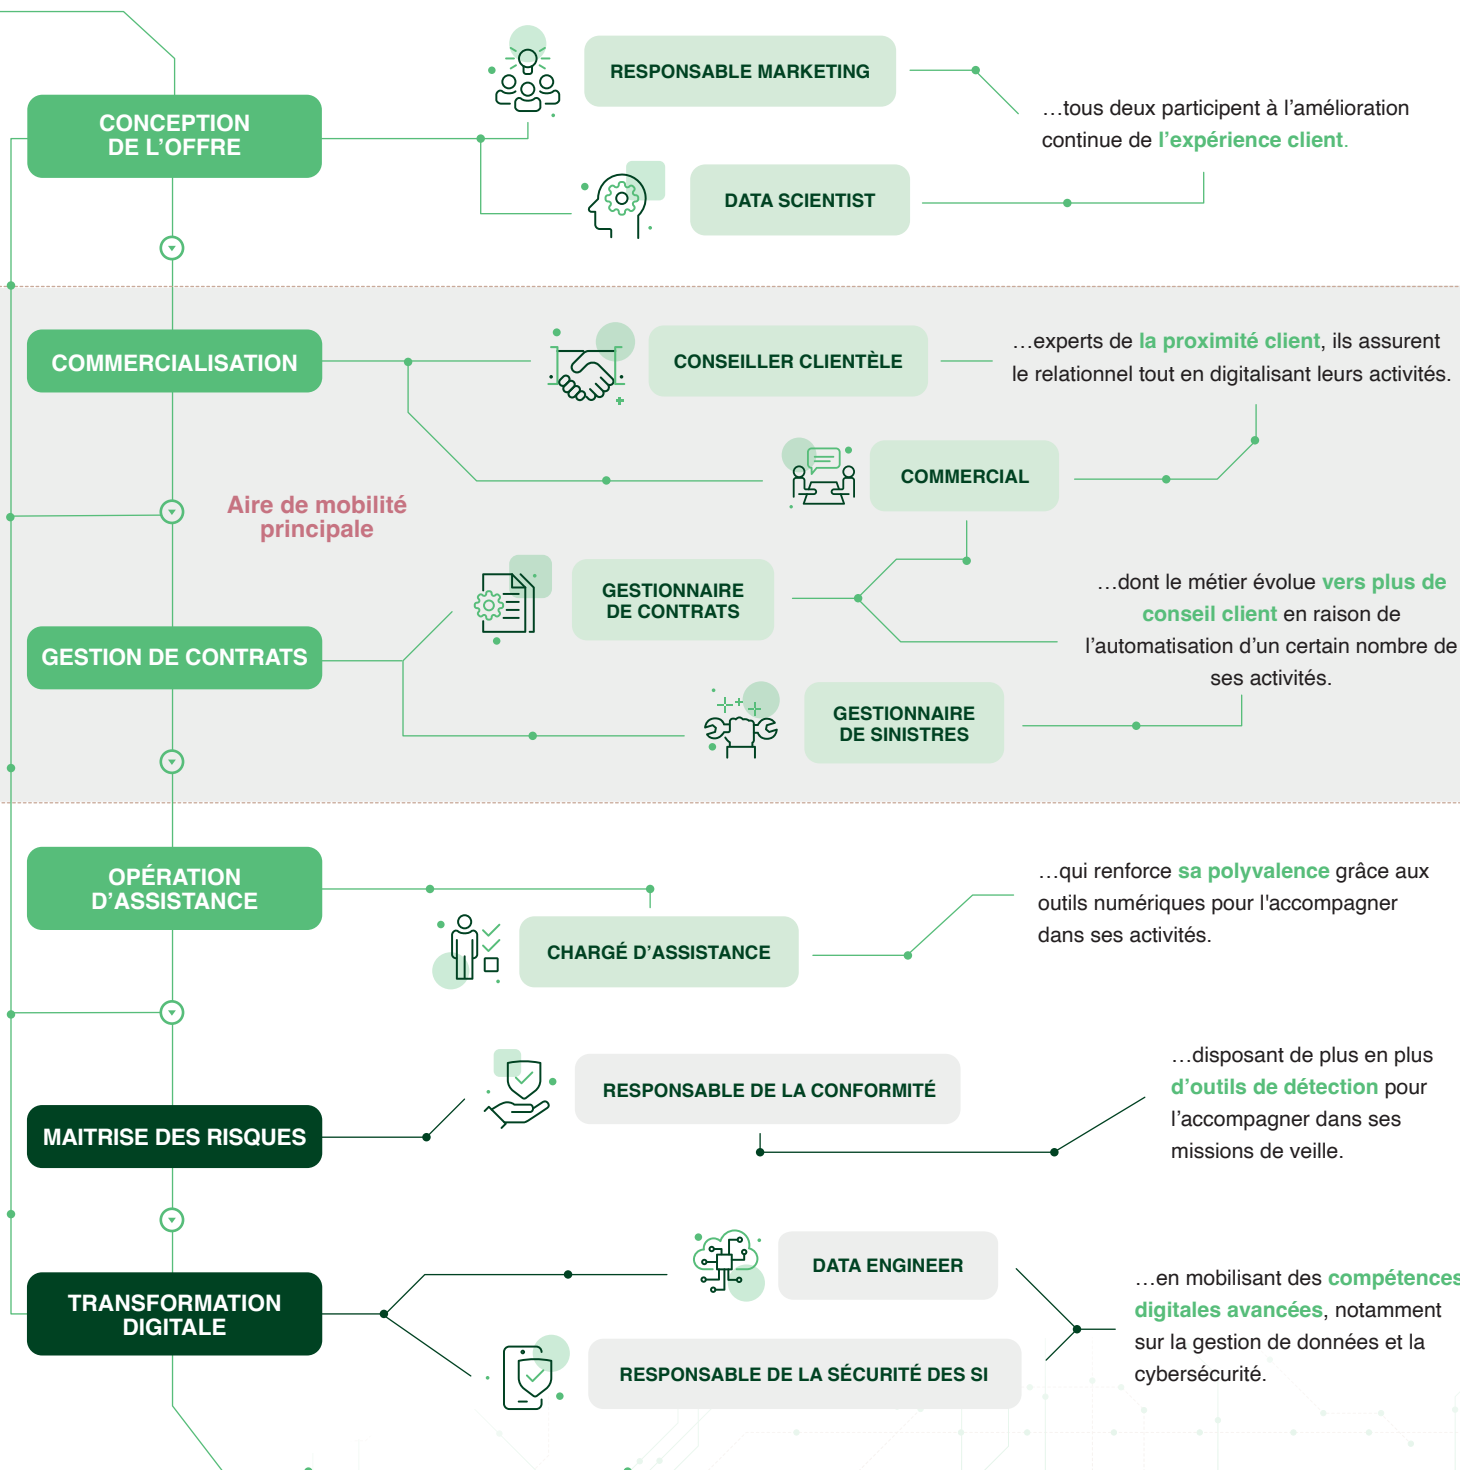 CONCEPTION
DE L’OFFRE
RESPONSABLE MARKETING
DATA SCIENTIST
…tous deux participent à l’amélioration
continue de l’expérience client.
COMMERCIALISATION
CONSEILLER CLIENTÈLE
…experts de la proximité client, ils assurent
le relationnel tout en digitalisant leurs activités.
COMMERCIAL
Aire de mobilité
principale
GESTION DE CONTRATS
GESTIONNAIRE
DE CONTRATS
…dont le métier évolue vers plus de
conseil client en raison de
l’automatisation d’un certain nombre de
ses activités.
GESTIONNAIRE
DE SINISTRES
OPÉRATION
D’ASSISTANCE
CHARGÉ D’ASSISTANCE
…qui renforce sa polyvalence grâce aux
outils numériques pour l'accompagner
dans ses activités.
MAITRISE DES RISQUES
RESPONSABLE DE LA CONFORMITÉ
…disposant de plus en plus
d’outils de détection pour
l’accompagner dans ses
missions de veille.
TRANSFORMATION
DIGITALE
DATA ENGINEER
RESPONSABLE DE LA SÉCURITÉ DES SI
…en mobilisant des compétences
digitales avancées, notamment
sur la gestion de données et la
cybersécurité.